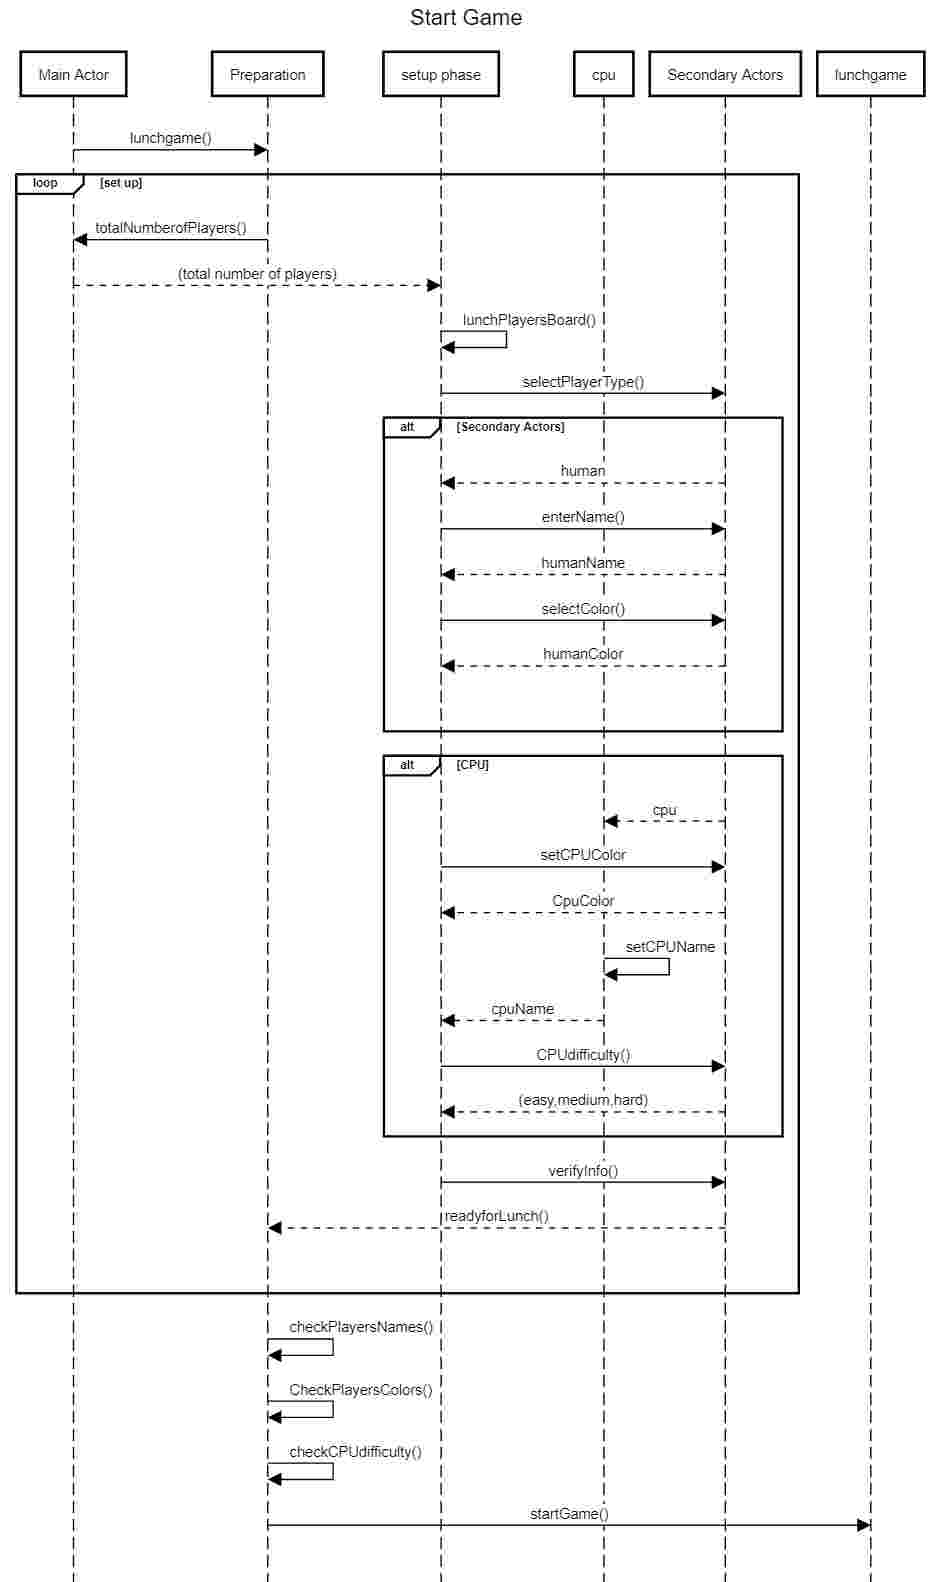 Start Game
Main Actor
Preparation
setup phase
cpu
Secondary Actors
lunchgame
lunchgame()
loop
[set up]
totalNumberofPlayers()
(total number of players)
lunchPlayersBoard()
selectPlayerType()
alt
[Secondary Actors]
human
enterName()
humanName
selectColor()
humanColor
alt
[CPU]
cpu
setCPUColor
CpuColor
setCPUName
cpuName
CPUdifficulty()
(easy,medium,hard)
verifyInfo()
readyforLunch()
checkPlayersNames()
CheckPlayersColors()
checkCPUdifficulty()
startGame()